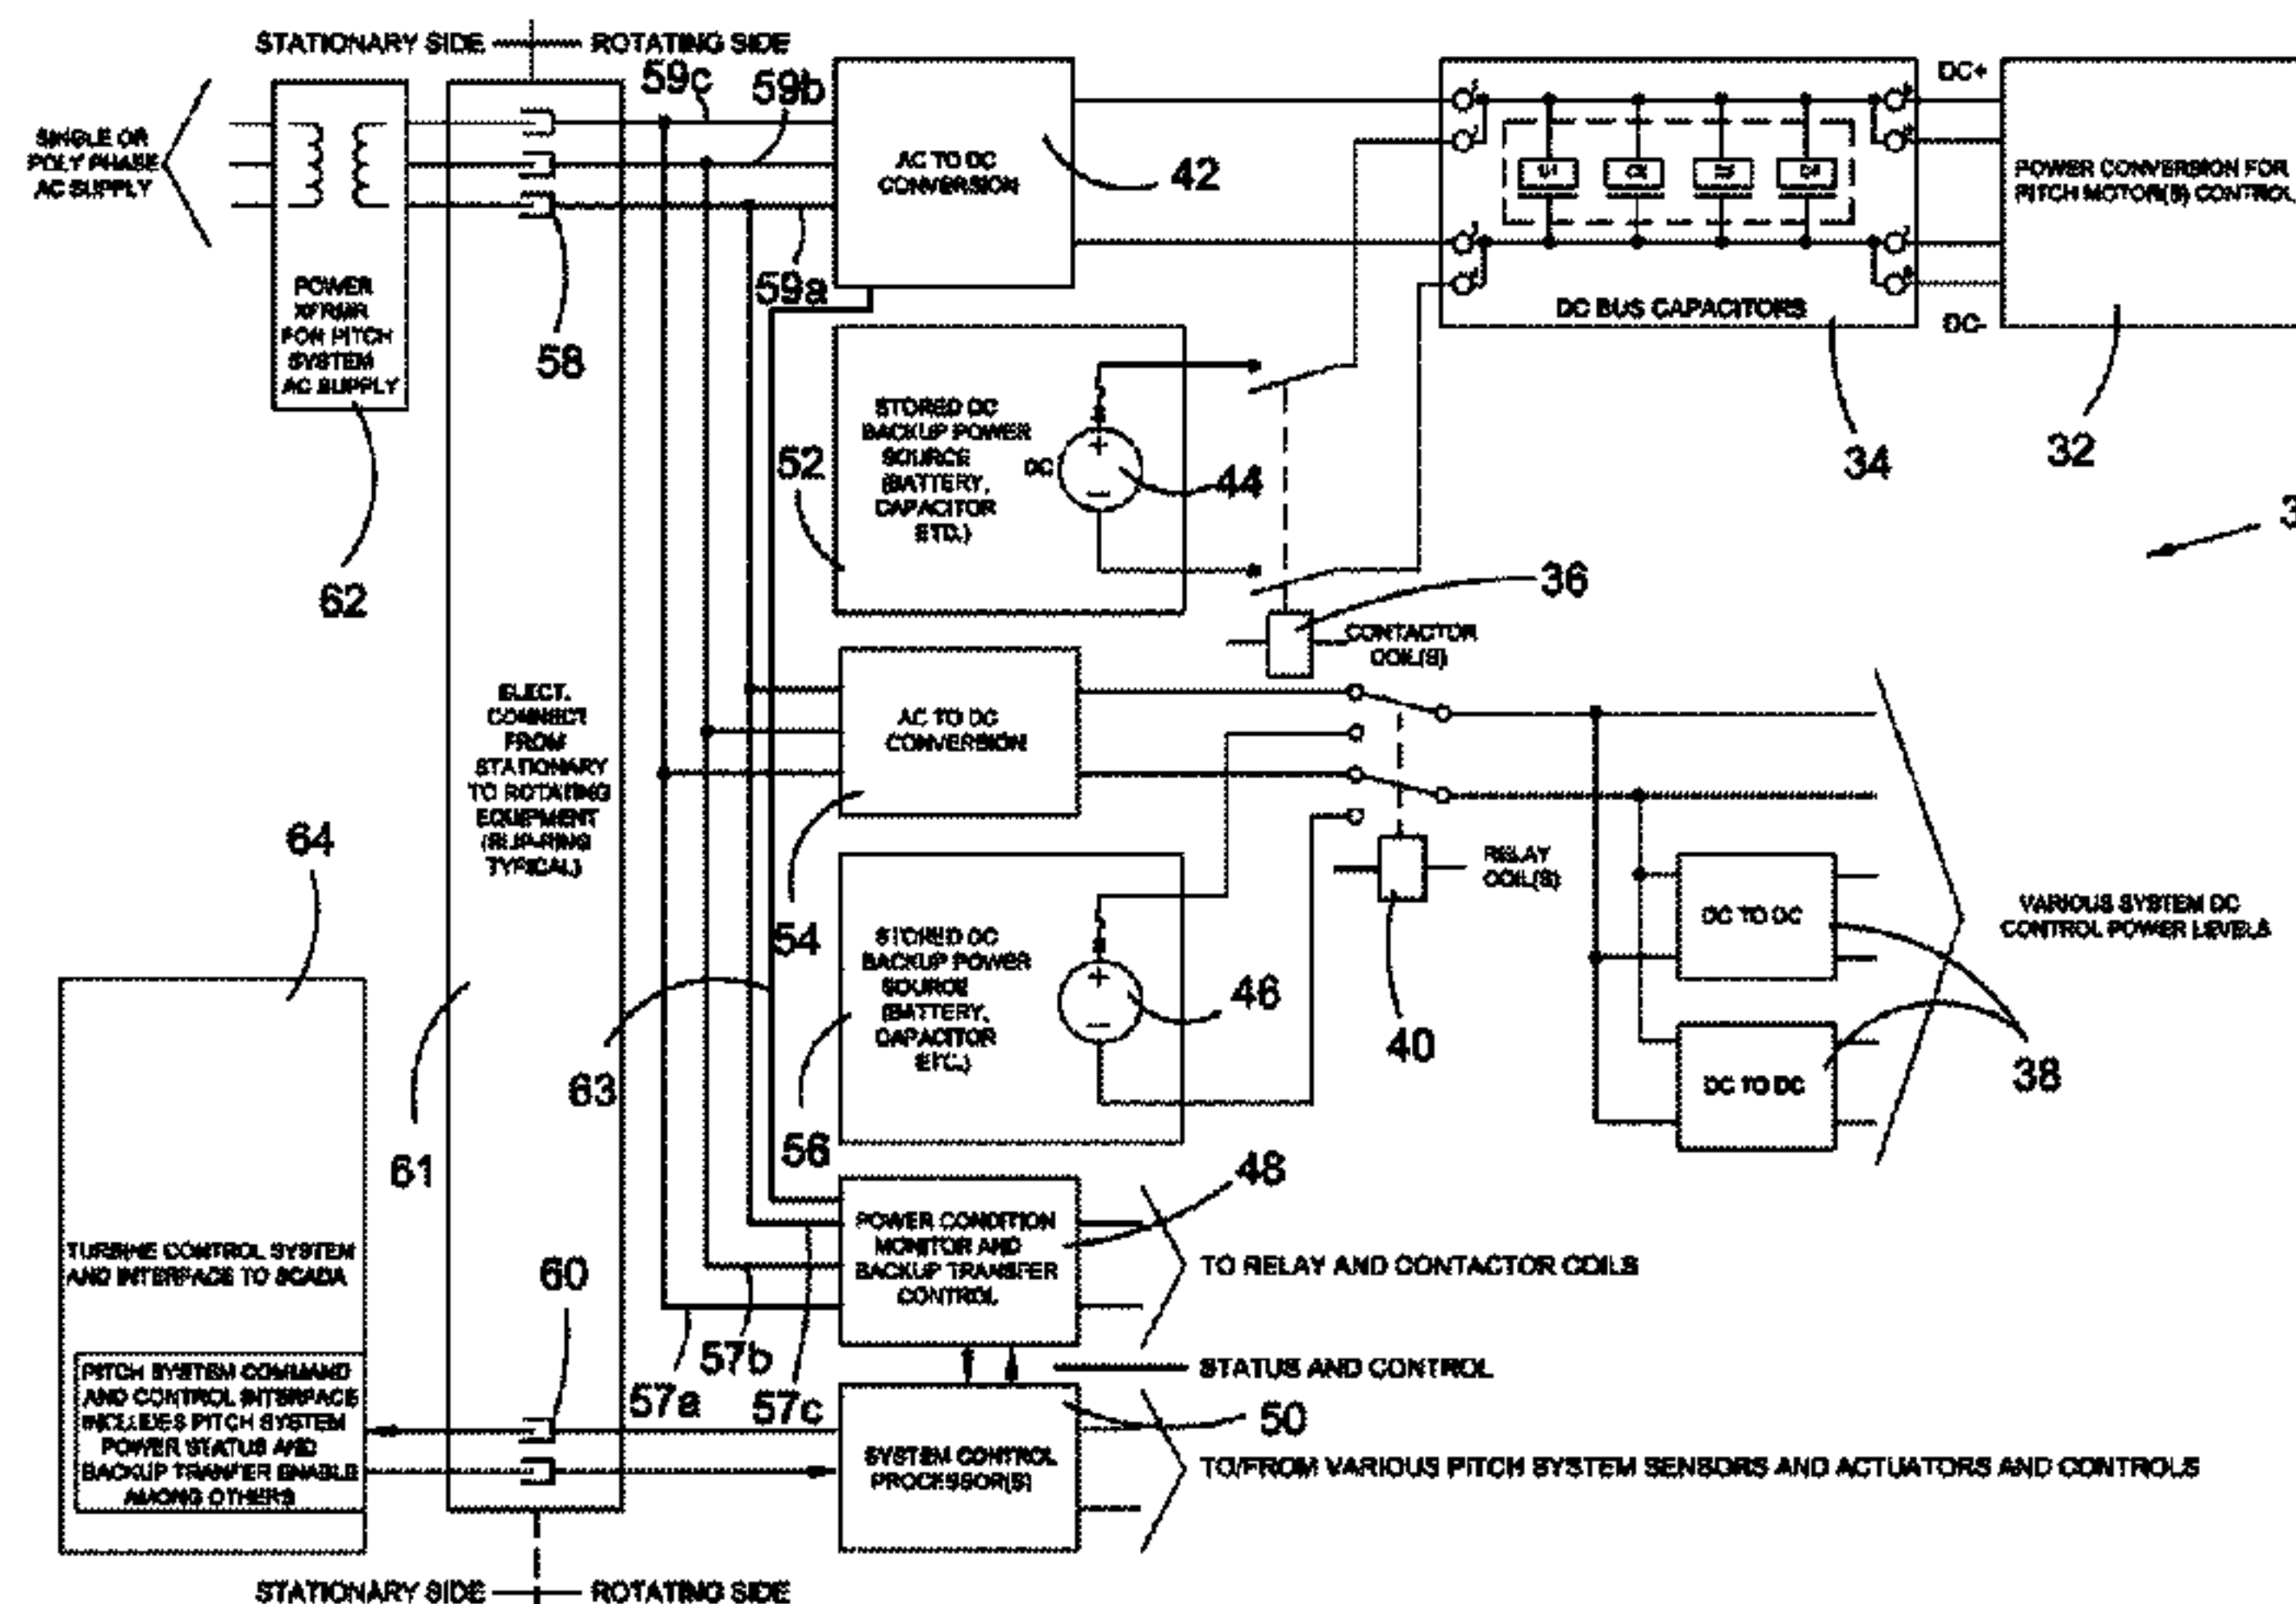 STATIONARY SIDE
ROTATING SIDE
59c
59b
SINGLE OR
POLY PHASE
AC SUPPLY
POWER
XFRMR
FOR PITCH
SYSTEM
AC SUPPLY
62
58
59a
AC TO DC
CONVERSION
42
DC BUS CAPACITORS
34
DC+
DC-
POWER CONVERSION FOR
PITCH MOTOR(S) CONTROL
32
STORED DC
BACKUP POWER
SOURCE
(BATTERY,
CAPACITOR
ETC.)
DC
+
−
52
44
36
CONTACTOR
COIL(S)
ELECT.
CONNECT
FROM
STATIONARY
TO ROTATING
EQUIPMENT
(SLIP-RING
TYPICAL)
61
63
AC TO DC
CONVERSION
54
RELAY
COIL(S)
40
STORED DC
BACKUP POWER
SOURCE
(BATTERY,
CAPACITOR
ETC.)
+
−
56
46
DC TO DC
DC TO DC
38
VARIOUS SYSTEM DC
CONTROL POWER LEVELS
64
TURBINE CONTROL SYSTEM
AND INTERFACE TO SCADA
PITCH SYSTEM COMMAND
AND CONTROL INTERFACE
INCLUDES PITCH SYSTEM
POWER STATUS AND
BACKUP TRANFER ENABLE
AMONG OTHERS
60
57a
57b
57c
POWER CONDITION
MONITOR AND
BACKUP TRANSFER
CONTROL
48
TO RELAY AND CONTACTOR COILS
STATUS AND CONTROL
SYSTEM CONTROL
PROCESSOR(S)
50
TO/FROM VARIOUS PITCH SYSTEM SENSORS AND ACTUATORS AND CONTROLS
STATIONARY SIDE
ROTATING SIDE